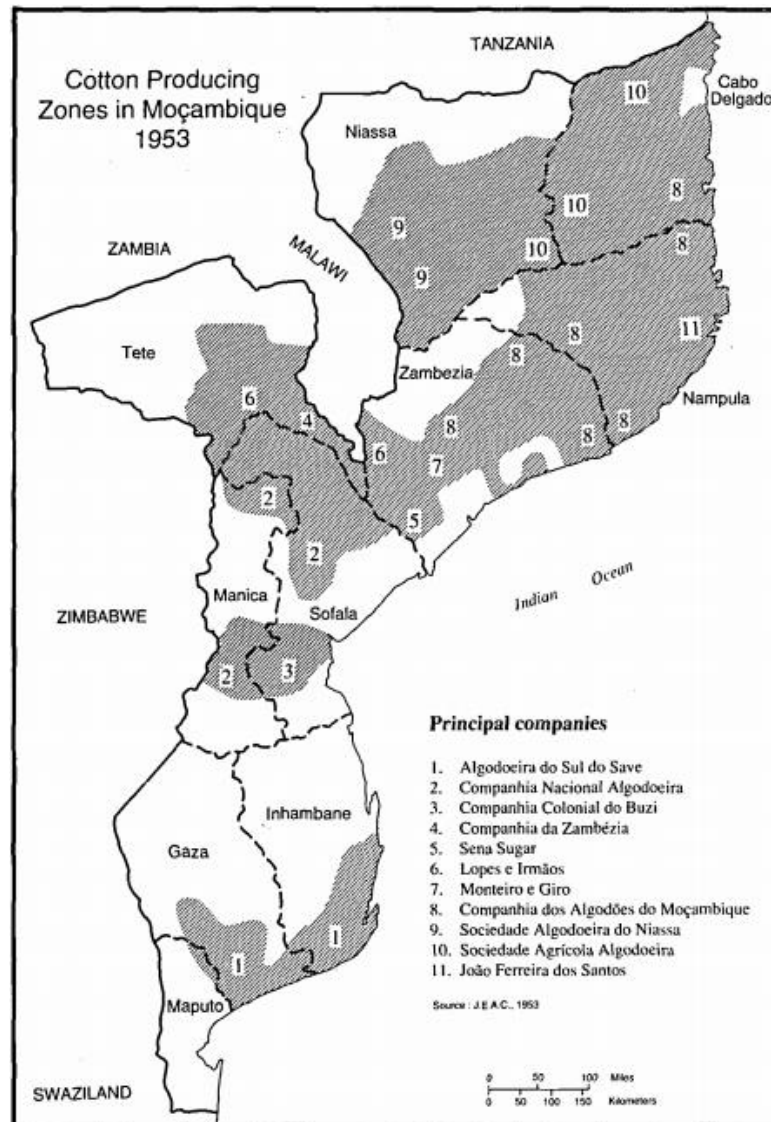 Cotton Producing
Zones in Moçambique
1953
TANZANIA
Cabo
Delgado
10
Niassa
8
10
9
10
8
ZAMBIA
MALAWI
9
11
8
8
Tete
Zambezia
Nampula
6
4
8
8
8
6
7
2
5
2
Indian Ocean
Manica
Sofala
ZIMBABWE
2
3
Principal companies
1. Algodoeira do Sul do Save
2. Companhia Nacional Algodoeira
3. Companhia Colonial do Buzi
4. Companhia da Zambézia
5. Sena Sugar
6. Lopes e Irmãos
7. Monteiro e Giro
8. Companhia dos Algodões do Moçambique
9. Sociedade Algodoeira do Niassa
10. Sociedade Agrícola Algodoeira
11. João Ferreira dos Santos
Source : J.E.A.C., 1953
Inhambane
Gaza
1
1
Maputo
SWAZILAND
0 50 100 Miles
0 50 100 150 Kilometers